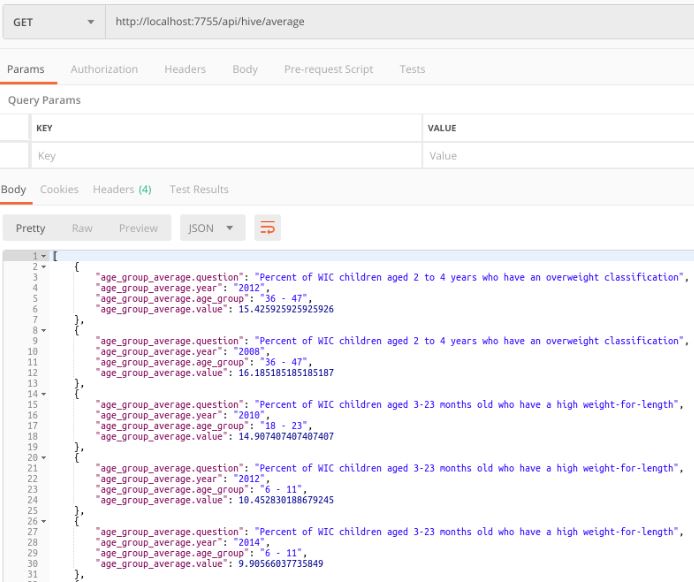 GET http://localhost:7755/api/hive/average
Params Authorization Headers Body Pre-request Script Tests
Query Params
KEY VALUE
Key Value
Body Cookies Headers (4) Test Results
Pretty Raw Preview JSON
1 [
2 {
3 "age_group_average.question": "Percent of WIC children aged 2 to 4 years who have an overweight classification",
4 "age_group_average.year": "2012",
5 "age_group_average.age_group": "36 - 47",
6 "age_group_average.value": 15.425925925925926
7 },
8 {
9 "age_group_average.question": "Percent of WIC children aged 2 to 4 years who have an overweight classification",
10 "age_group_average.year": "2008",
11 "age_group_average.age_group": "36 - 47",
12 "age_group_average.value": 16.185185185185187
13 },
14 {
15 "age_group_average.question": "Percent of WIC children aged 3-23 months old who have a high weight-for-length",
16 "age_group_average.year": "2010",
17 "age_group_average.age_group": "18 - 23",
18 "age_group_average.value": 14.907407407407407
19 },
20 {
21 "age_group_average.question": "Percent of WIC children aged 3-23 months old who have a high weight-for-length",
22 "age_group_average.year": "2012",
23 "age_group_average.age_group": "6 - 11",
24 "age_group_average.value": 10.452830188679245
25 },
26 {
27 "age_group_average.question": "Percent of WIC children aged 3-23 months old who have a high weight-for-length",
28 "age_group_average.year": "2014",
29 "age_group_average.age_group": "6 - 11",
30 "age_group_average.value": 9.90566037735849
31 },